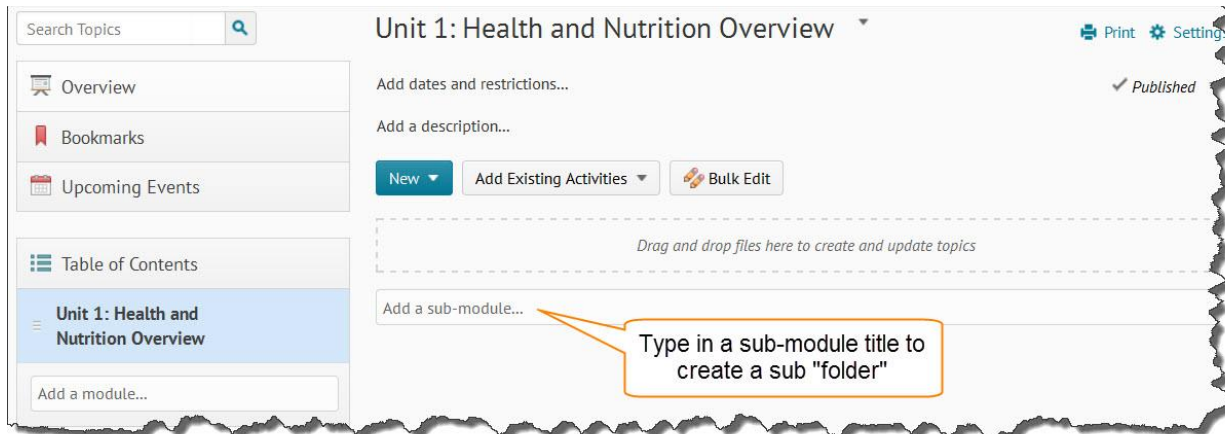 Search Topics
Overview
Bookmarks
Upcoming Events
Table of Contents
Unit 1: Health and
Nutrition Overview
Add a module...
Unit 1: Health and Nutrition Overview
Print Settings
Add dates and restrictions...
Published
Add a description...
New Add Existing Activities Bulk Edit
Drag and drop files here to create and update topics
Add a sub-module...
Type in a sub-module title to
create a sub "folder"